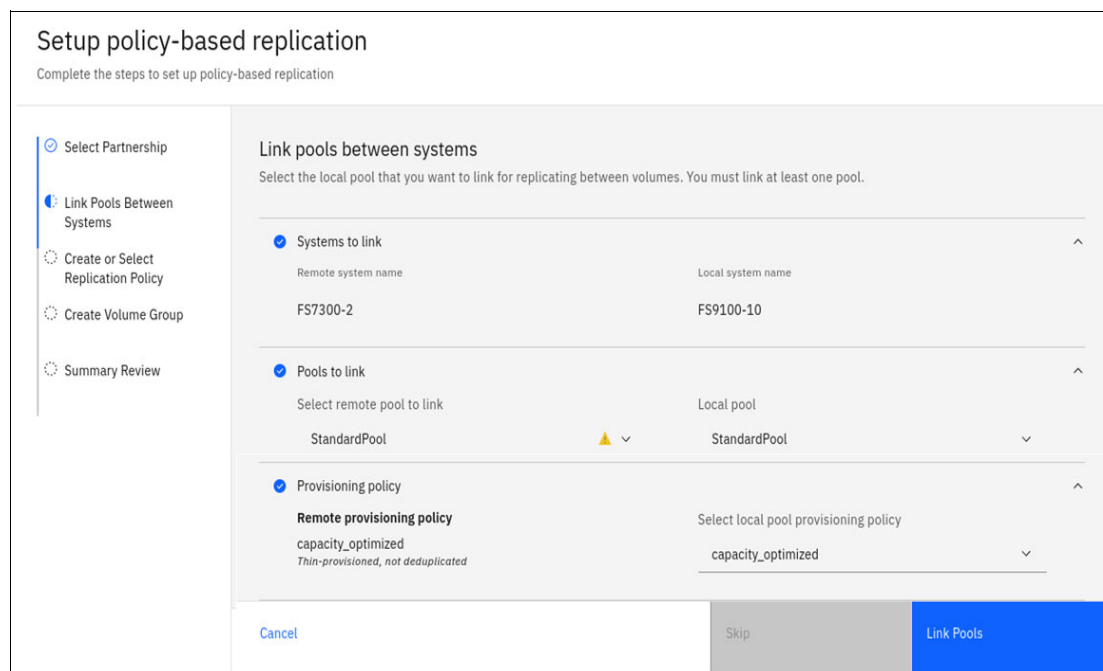 Setup policy-based replication
Complete the steps to set up policy-based replication
Select Partnership
Link Pools Between
Systems
Create or Select
Replication Policy
Create Volume Group
Summary Review
Link pools between systems
Select the local pool that you want to link for replicating between volumes. You must link at least one pool.
Systems to link
Remote system name
Local system name
FS7300-2
FS9100-10
Pools to link
Select remote pool to link
Local pool
StandardPool
StandardPool
Provisioning policy
Remote provisioning policy
Select local pool provisioning policy
capacity_optimized
Thin-provisioned, not deduplicated
capacity_optimized
Cancel
Skip
Link Pools